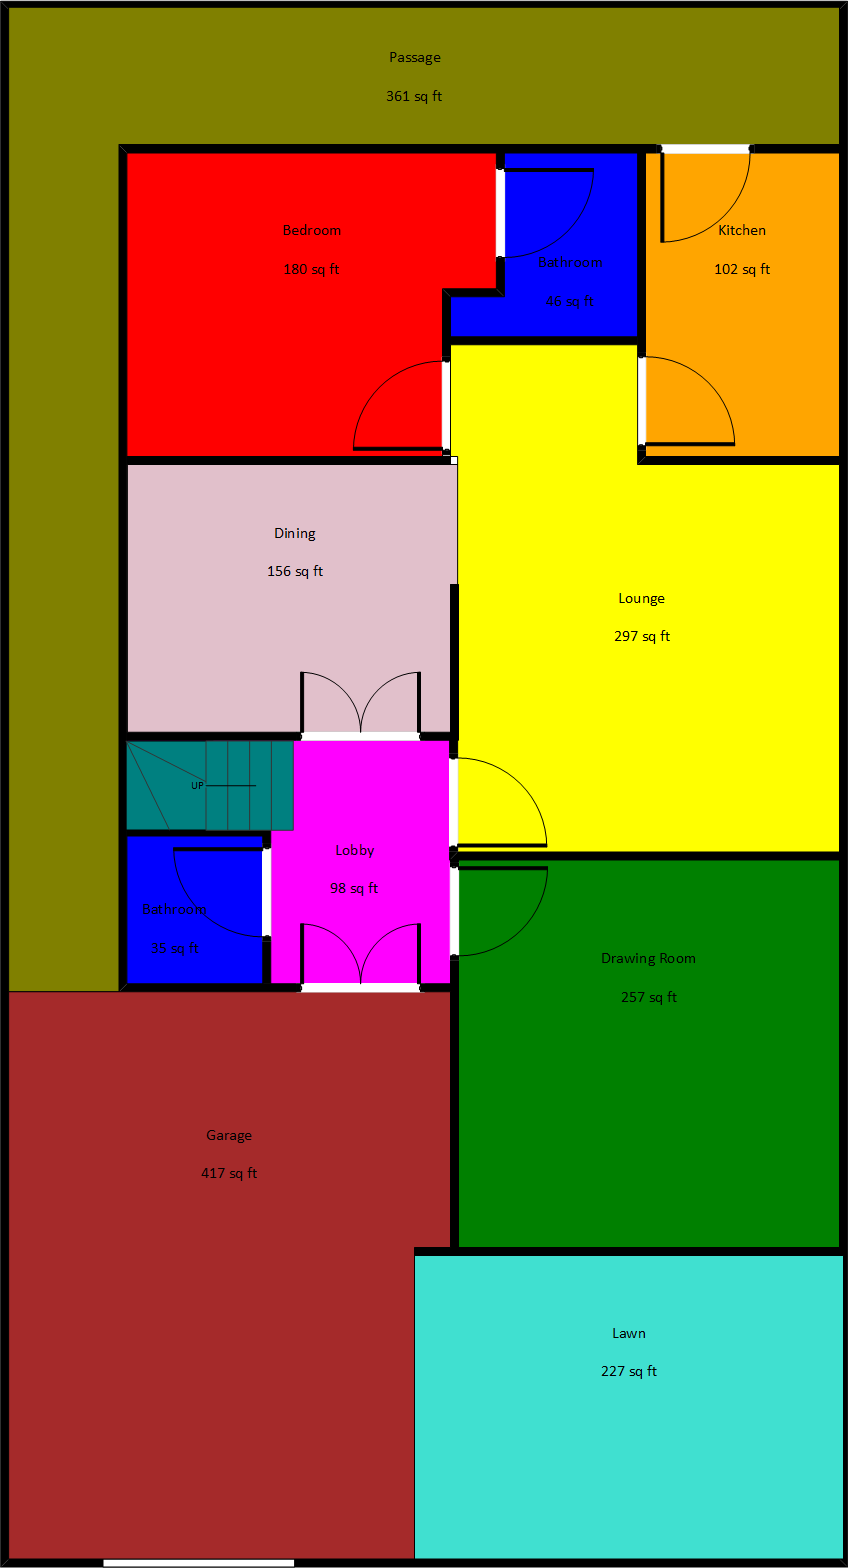 Passage
361 sq ft
Bedroom
180 sq ft
Bathroom
46 sq ft
Kitchen
102 sq ft
Dining
156 sq ft
Lounge
297 sq ft
UP
Lobby
98 sq ft
Bathroom
35 sq ft
Drawing Room
257 sq ft
Garage
417 sq ft
Lawn
227 sq ft